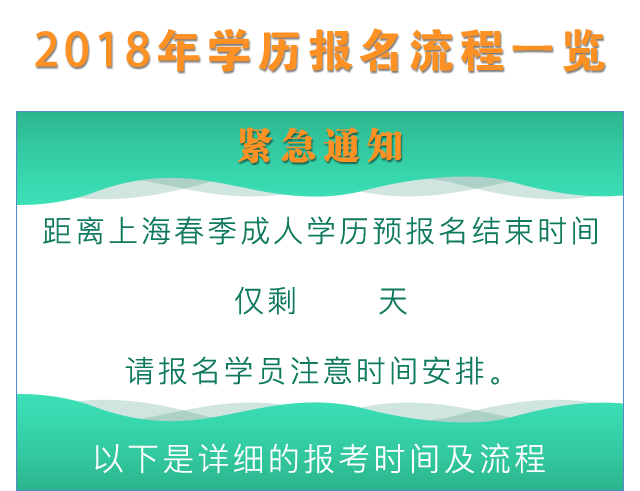 2018年学历报名流程一览
紧急通知
距离上海春季成人学历预报名结束时间
仅剩 天
请报名学员注意时间安排。
以下是详细的报考时间及流程